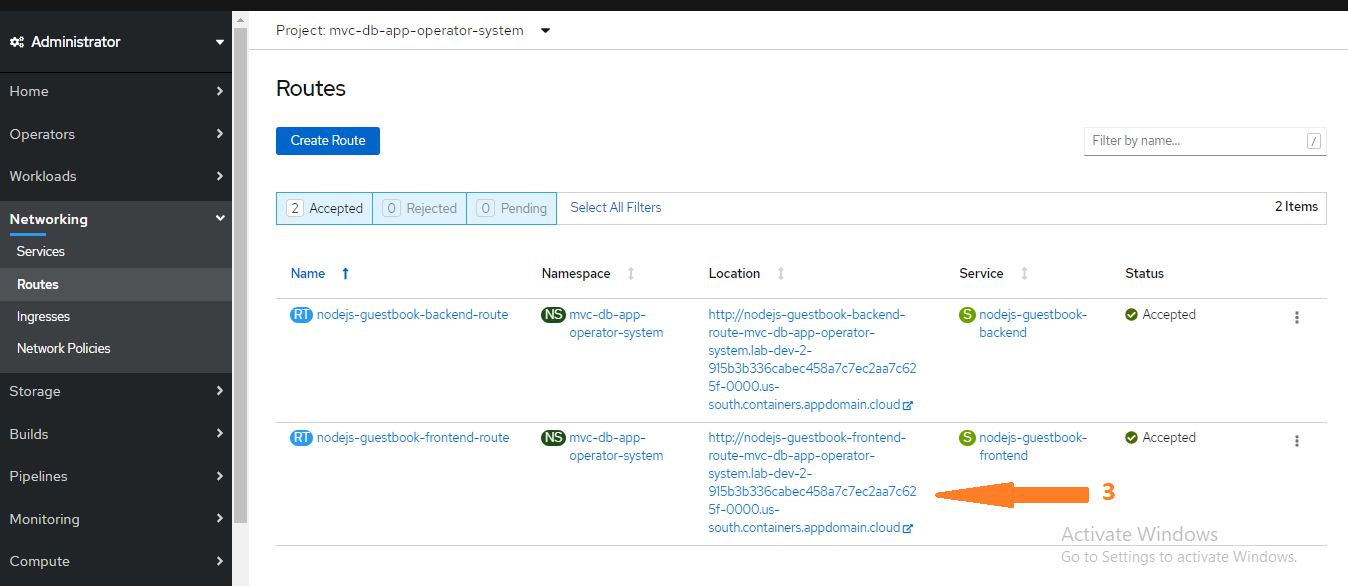 Project: mvc-db-app-operator-system
Administrator
Home
Operators
Workloads
Networking
Services
Routes
Ingresses
Network Policies
Storage
Builds
Pipelines
Monitoring
Compute
Routes
Create Route
Filter by name...
/
2 Accepted
0 Rejected
0 Pending
Select All Filters
2 Items
Name
Namespace
Location
Service
Status
RT nodejs-guestbook-backend-route
NS mvc-db-app-
operator-system
http://nodejs-guestbook-backend-
route-mvc-db-app-operator-
system.lab-dev-2-
915b3b336cabec458a7c7ec2aa7c62
5f-0000.us-
south.containers.appdomain.cloud
S nodejs-guestbook-
backend
Accepted
RT nodejs-guestbook-frontend-route
NS mvc-db-app-
operator-system
http://nodejs-guestbook-frontend-
route-mvc-db-app-operator-
system.lab-dev-2-
915b3b336cabec458a7c7ec2aa7c62
5f-0000.us-
south.containers.appdomain.cloud
S nodejs-guestbook-
frontend
Accepted
3
Activate Windows
Go to Settings to activate Windows.